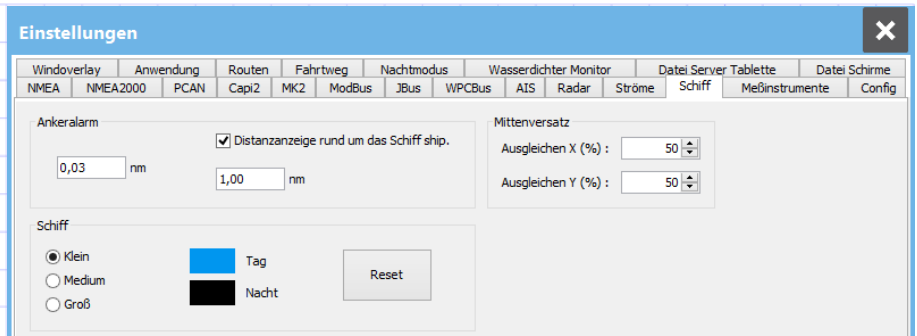 Einstellungen
Windoverlay Anwendung Routen Fahrtweg Nachtmodus Wasserdichter Monitor Datei Server Tablette Datei Schirme
NMEA NMEA2000 PCAN Capi2 MK2 ModBus JBus WPCBus AIS Radar Ströme Schiff Meßinstrumente Config
Ankeralarm
Distanzanzeige rund um das Schiff ship.
0,03 nm
1,00 nm
Mittenversatz
Ausgleichen X (%) : 50
Ausgleichen Y (%) : 50
Schiff
Klein
Medium
Groß
Tag
Nacht
Reset